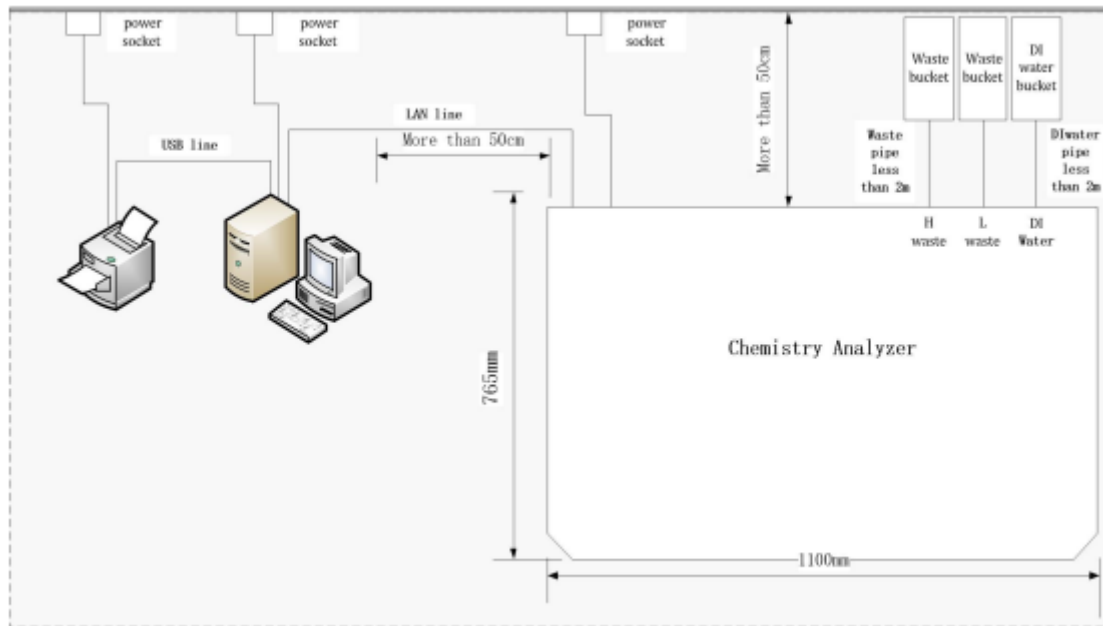 power
socket
power
socket
power
socket
Waste
bucket
Waste
bucket
DI
water
bucket
LAN line
More than 50cm
USB line
More than 50cm
Waste
pipe
less
than 2m
DIwater
pipe
less
than 2m
H
waste
L
waste
DI
Water
Chemistry Analyzer
765mm
1100mm